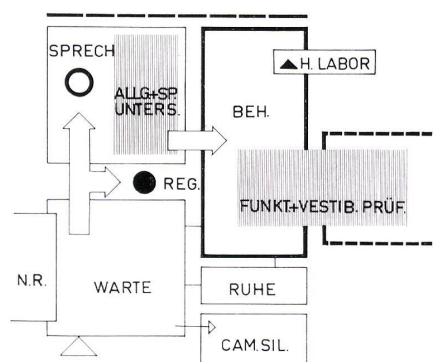 SPRECH
H. LABOR
ALLG.+SP.
UNTERS.
BEH.
REG.
FUNKT.+VESTIB. PRÜF.
N.R.
WARTE
RUHE
CAM.SIL.